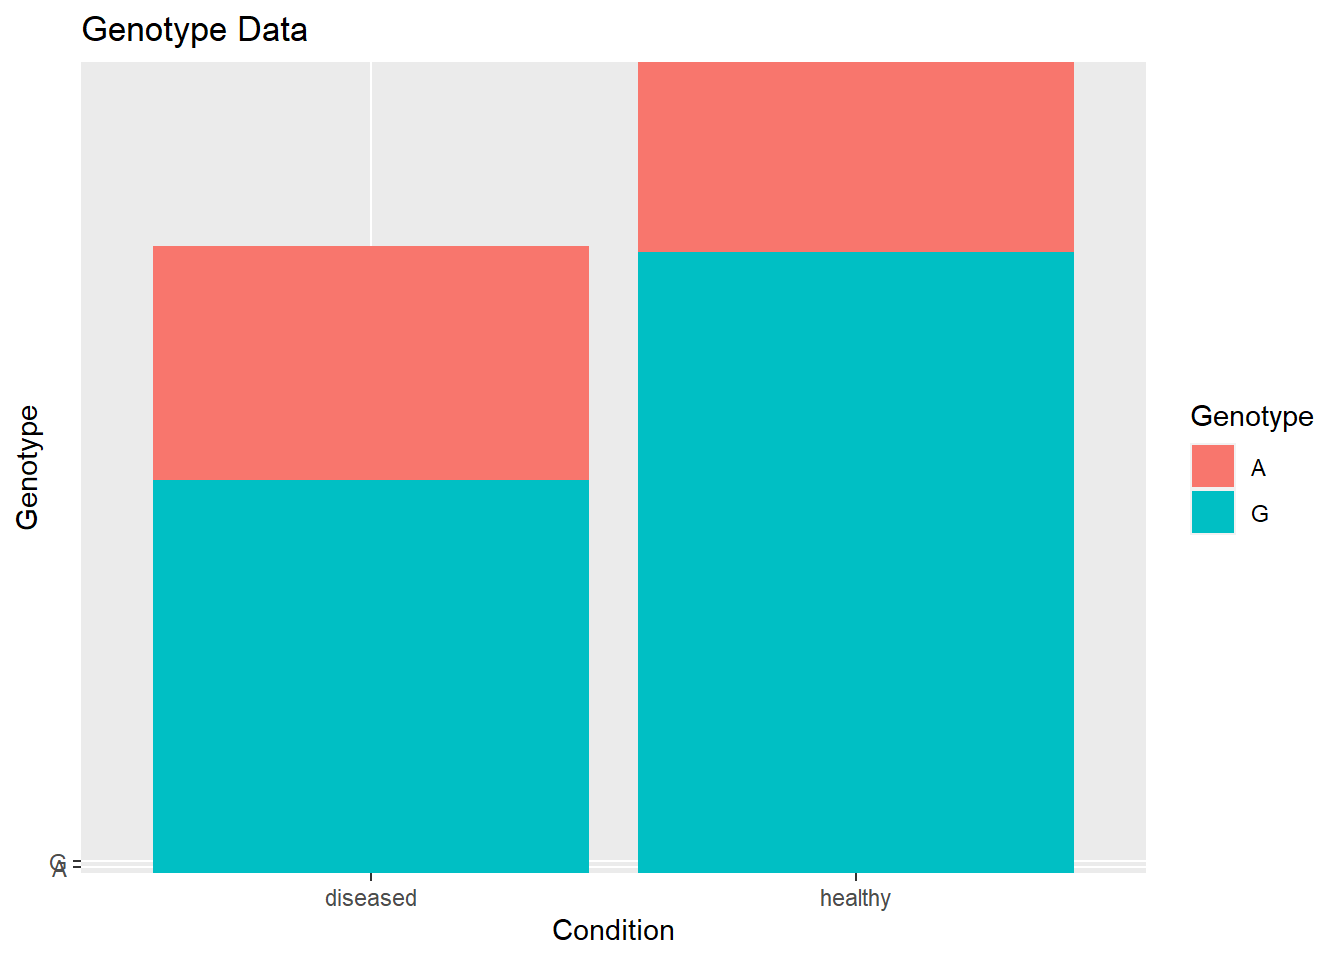 Genotype Data
Genotype
G
A
diseased
healthy
Condition
Genotype
A
G